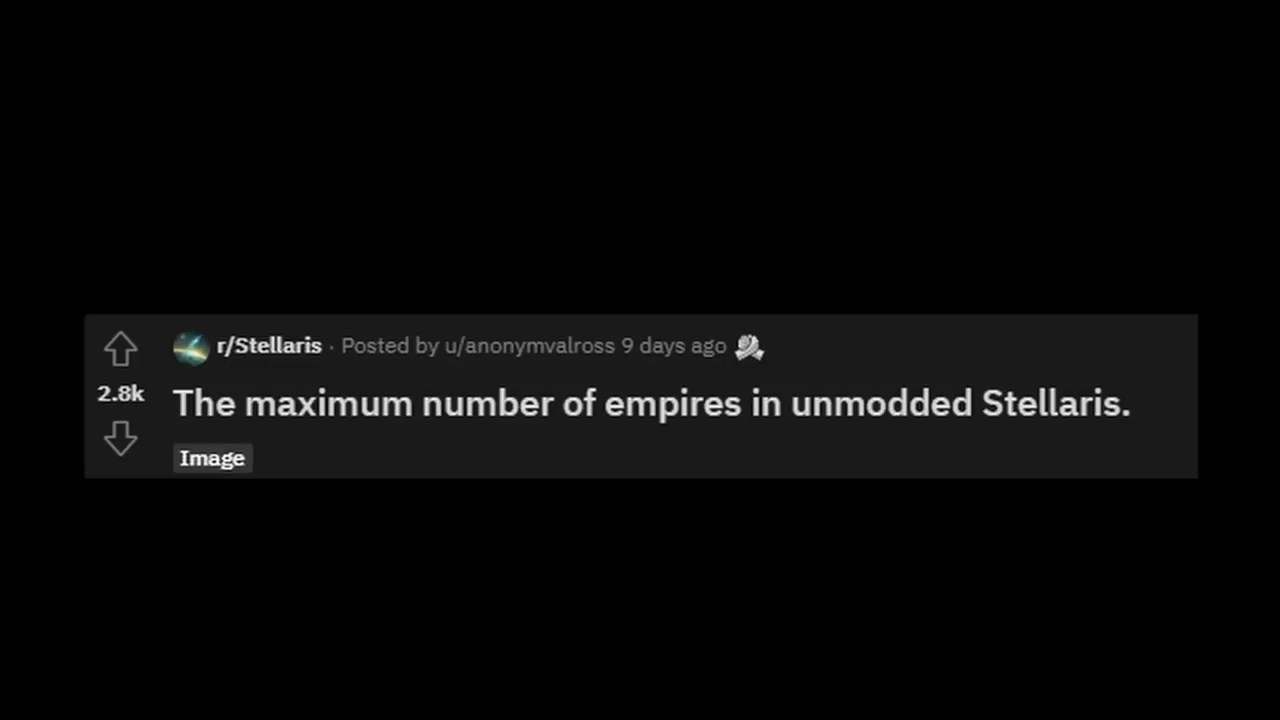 r/Stellaris · Posted by u/anonymvalross 9 days ago
2.8k
The maximum number of empires in unmodded Stellaris.
Image